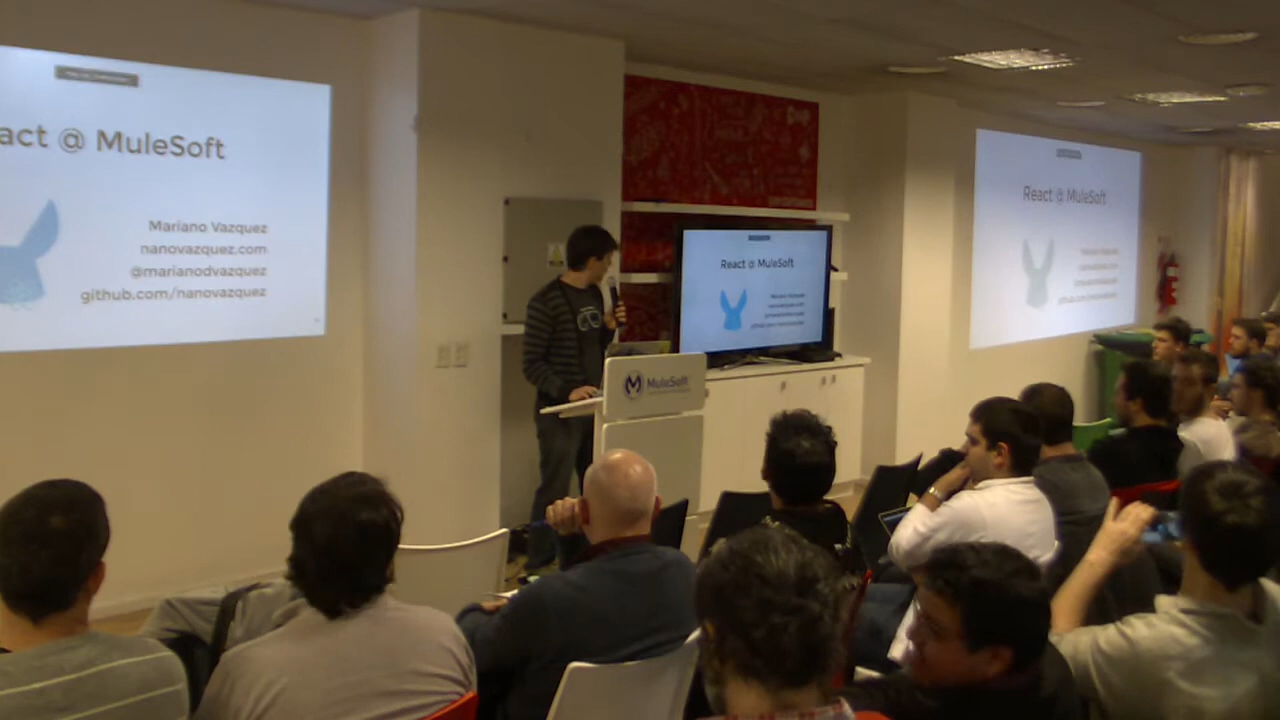 act @ MuleSoft
Mariano Vazquez
nanovazquez.com
@marianodvazquez
github.com/nanovazquez
React @ MuleSoft
MuleSoft
React @ MuleSoft